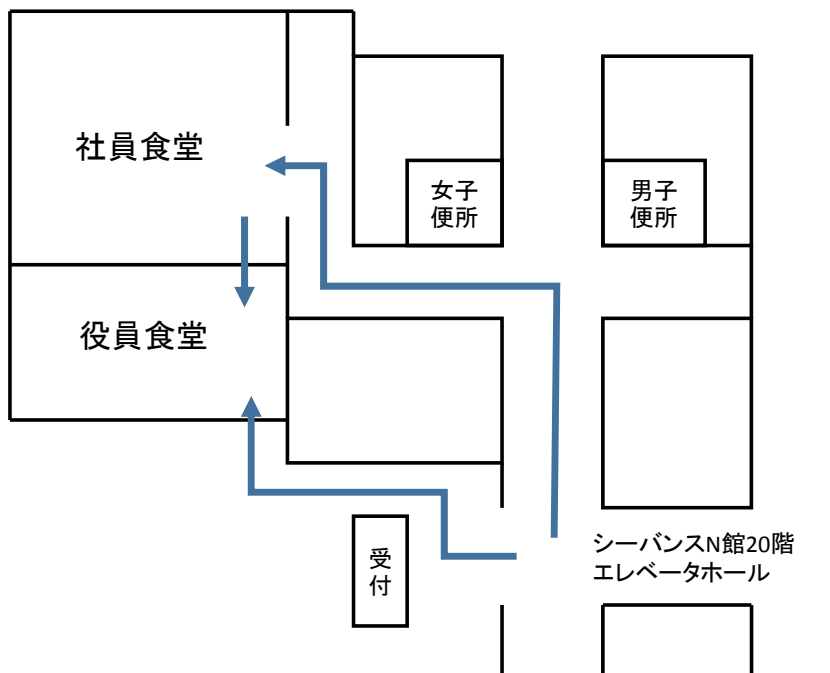 社員食堂
女子
便所
男子
便所
役員食堂
受
付
シーバンスN館20階
エレベータホール